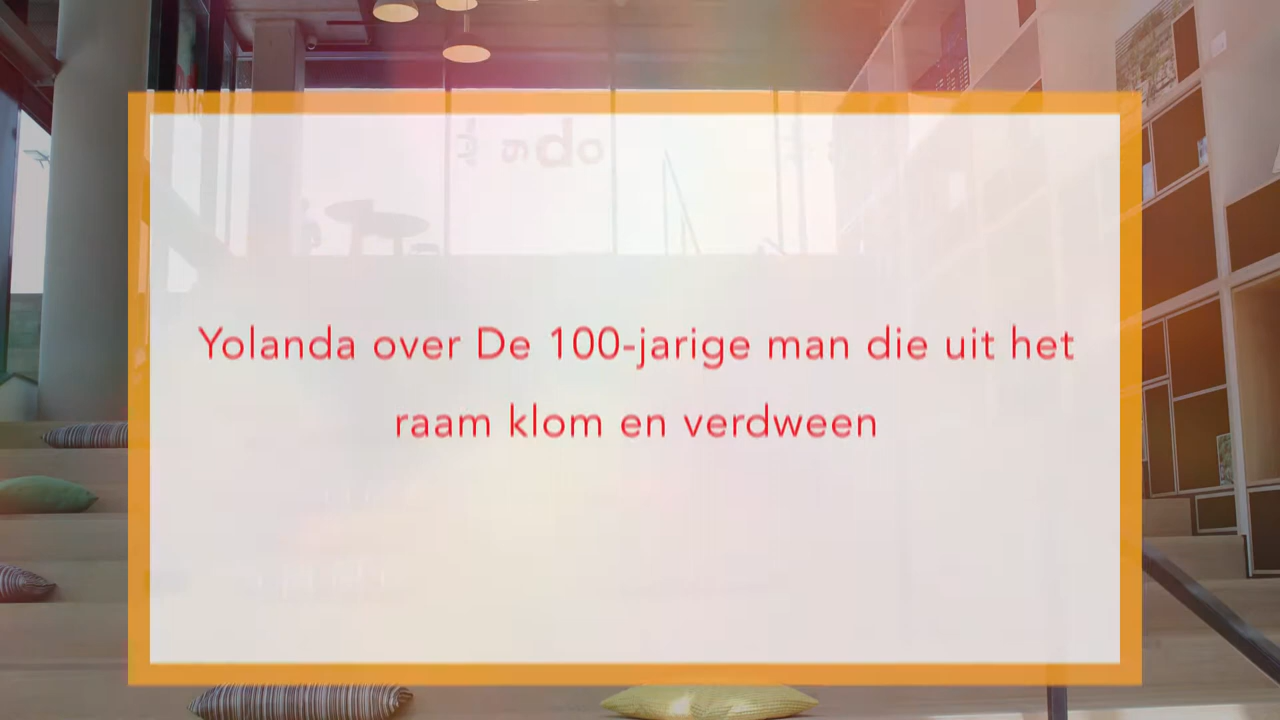 Yolanda over De 100-jarige man die uit het
raam klom en verdween